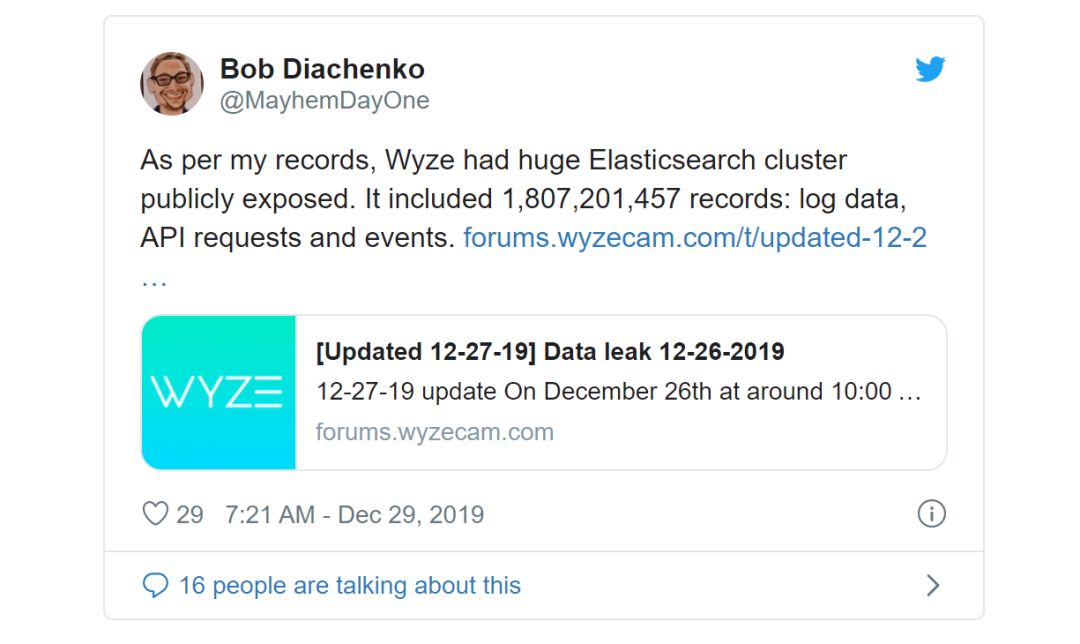 Bob Diachenko
@MayhemDayOne
As per my records, Wyze had huge Elasticsearch cluster
publicly exposed. It included 1,807,201,457 records: log data,
API requests and events. forums.wyzecam.com/t/updated-12-2
…
WYZE
[Updated 12-27-19] Data leak 12-26-2019
12-27-19 update On December 26th at around 10:00 …
forums.wyzecam.com
29 7:21 AM - Dec 29, 2019
16 people are talking about this